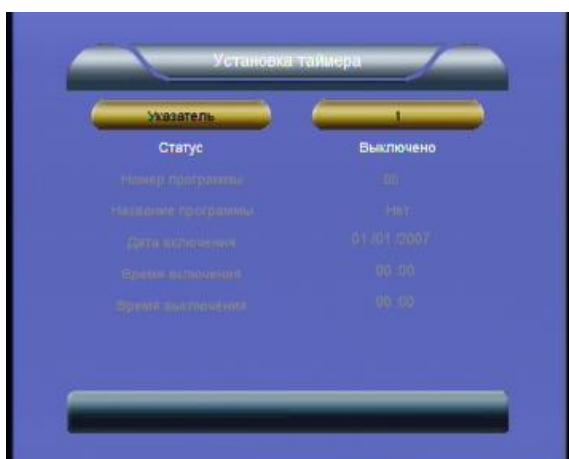 Установка таймера
Указатель 1
Статус Выключено
Номер программы 00
Название программы Нет
Дата включения 01 /01 /2007
Время включения 00 :00
Время выключения 00 :00